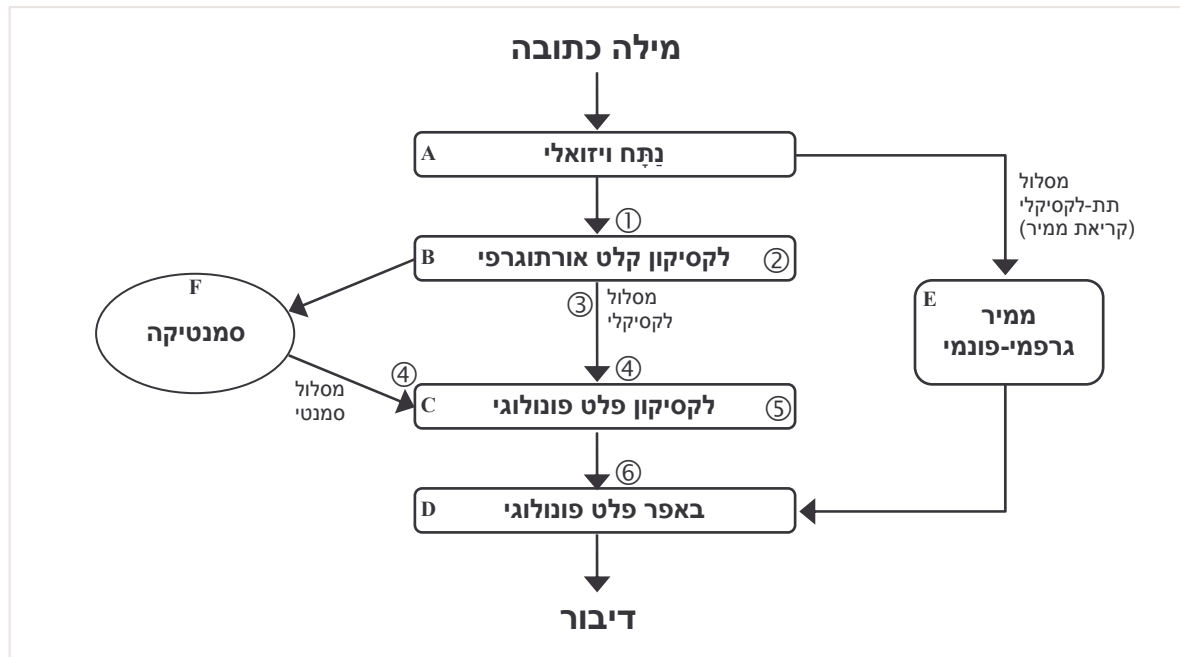 מילה כתובה
A
נַתָּח ויזואלי
מסלול
תת-לקסיקלי
(קריאת ממיר)
①
B
לקסיקון קלט אורתוגרפי
②
F
סמנטיקה
③
מסלול
לקסיקלי
E
ממיר
גרפמי-פונמי
④
④
מסלול
סמנטי
C
לקסיקון פלט פונולוגי
⑤
⑥
D
באפר פלט פונולוגי
דיבור